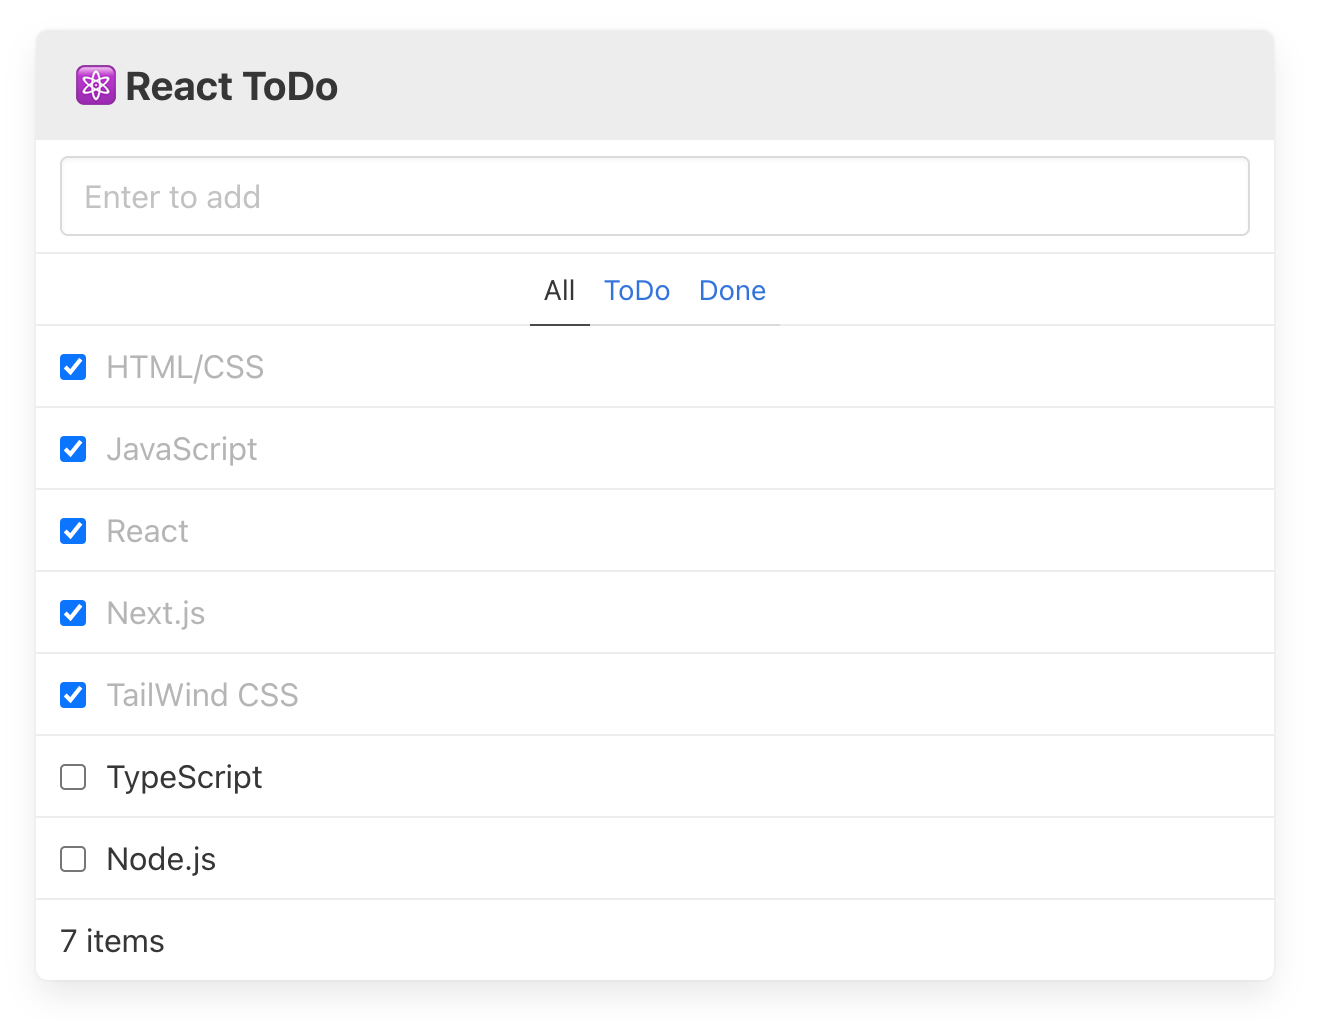 ⚛️ React ToDo
Enter to add
All ToDo Done
HTML/CSS
JavaScript
React
Next.js
TailWind CSS
TypeScript
Node.js
7 items